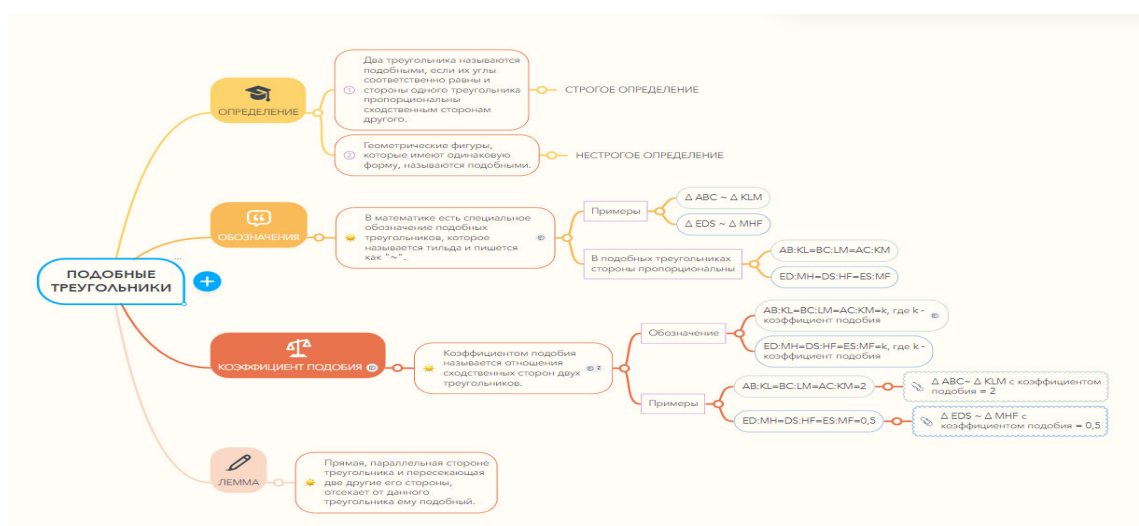 ПОДОБНЫЕ
ТРЕУГОЛЬНИКИ
ОПРЕДЕЛЕНИЕ
1
Два треугольника называются
подобными, если их углы
соответственно равны и
стороны одного треугольника
пропорциональны
сходственным сторонам
другого.
СТРОГОЕ ОПРЕДЕЛЕНИЕ
2
Геометрические фигуры,
которые имеют одинаковую
форму, называются подобными.
НЕСТРОГОЕ ОПРЕДЕЛЕНИЕ
ОБОЗНАЧЕНИЯ
В математике есть специальное
обозначение подобных
треугольников, которое
называется тильда и пишется
как "~".
Примеры
Δ ABC ~ Δ KLM
Δ EDS ~ Δ MHF
В подобных треугольниках
стороны пропорциональны
AB:KL=BC:LM=AC:KM
ED:MH=DS:HF=ES:MF
КОЭФФИЦИЕНТ ПОДОБИЯ
Коэффициентом подобия
называется отношения
сходственных сторон двух
треугольников.
2
Обозначение
AB:KL=BC:LM=AC:KM=k, где k -
коэффициент подобия
ED:MH=DS:HF=ES:MF=k, где k -
коэффициент подобия
Примеры
AB:KL=BC:LM=AC:KM=2
Δ ABC~ Δ KLM с коэффициентом
подобия = 2
ED:MH=DS:HF=ES:MF=0,5
Δ EDS ~ Δ MHF с
коэффициентом подобия = 0,5
ЛЕММА
Прямая, параллельная стороне
треугольника и пересекающая
две другие его стороны,
отсекает от данного
треугольника ему подобный.